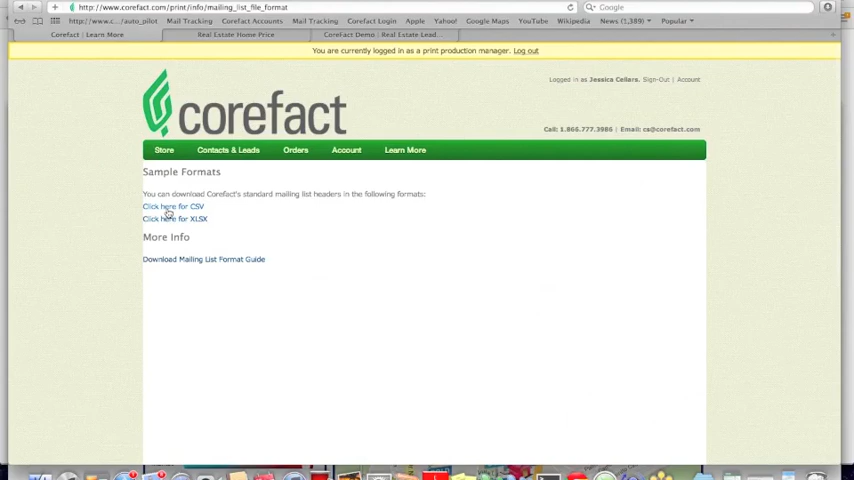 http://www.corefact.com/print/info/mailing_list_file_format
Google
http://www.c.../auto_pilot Mail Tracking Corefact Accounts Mail Tracking Corefact Login Apple Yahoo! Google Maps YouTube Wikipedia News (1,389) Popular
Corefact | Learn More Real Estate Home Price CoreFact Demo | Real Estate Lead...
You are currently logged in as a print production manager. Log out
Logged in as Jessica Cellars. Sign-Out | Account
corefact
Call: 1.866.777.3986 | Email: cs@corefact.com
Store Contacts & Leads Orders Account Learn More
Sample Formats
You can download Corefact's standard mailing list headers in the following formats:
Click here for CSV
Click here for XLSX
More Info
Download Mailing List Format Guide